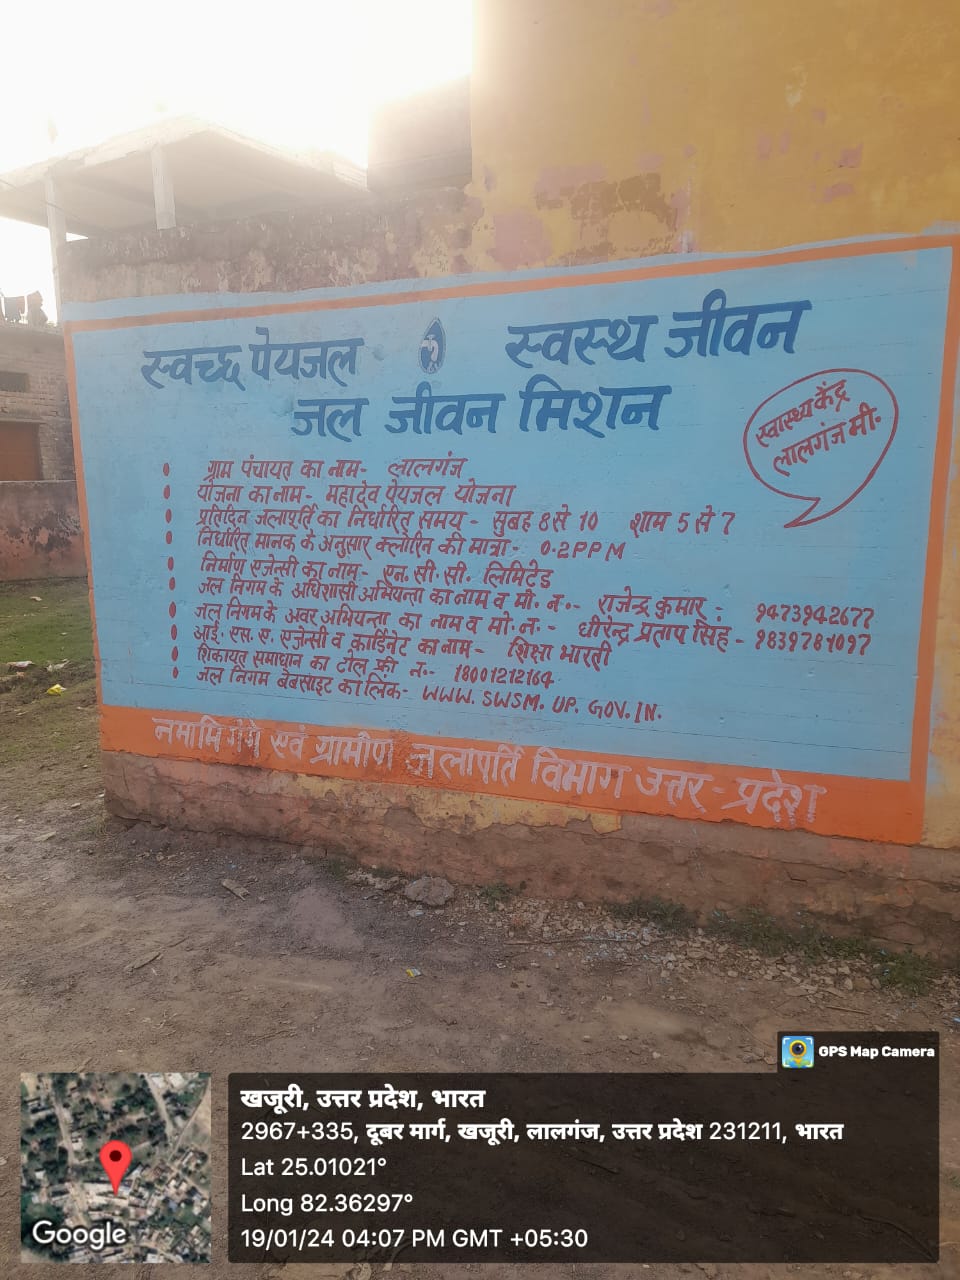 स्वच्छ पेयजल स्वस्थ जीवन
जल जीवन मिशन
स्वास्थ्य केंद्र
लालगंज मी.
ग्राम पंचायत का नाम- लालगंज
योजना का नाम- महादेव पेयजल योजना
प्रतिदिन जलापूर्ति का निर्धारित समय- सुबह 8 से 10 शाम 5 से 7
निर्धारित मानक के अनुसार क्लोरिन की मात्रा- 0.2PPM
निर्माण एजेन्सी का नाम- एन. सी. सी. लिमिटेड
जल निगम के अधिशासी अभियन्ता का नाम व मो. न.- राजेन्द्र कुमार- 9473942677
जल निगम के अवर अभियन्ता का नाम व मो. न.- धीरेन्द्र प्रताप सिंह- 9839781097
आई. एस. ए. एजेन्सी व कार्डिनेट का नाम- शिक्षा भारती
शिकायत समाधान का टोल फ्री न.- 18001212164
जल निगम बेबसाइट का लिंक- WWW. SWSM. UP. GOV. IN.
नमामि गंगे एवं ग्रामीण जलापूर्ति विभाग उत्तर-प्रदेश
GPS Map Camera
खजूरी, उत्तर प्रदेश, भारत
2967+335, दूबर मार्ग, खजूरी, लालगंज, उत्तर प्रदेश 231211, भारत
Lat 25.01021°
Long 82.36297°
19/01/24 04:07 PM GMT +05:30
Google